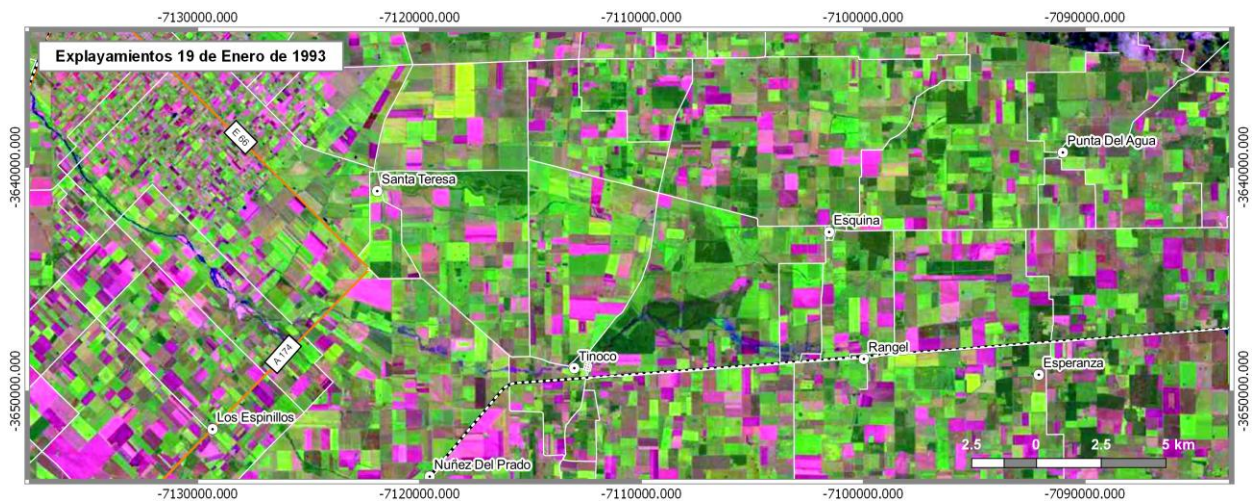 -7130000.000 -7120000.000 -7110000.000 -7100000.000 -7090000.000
Explayamientos 19 de Enero de 1993
E 66
Punta Del Agua
-3640000.000
-3640000.000
Santa Teresa
Esquina
A 174
Tinoco
Rangel
Esperanza
-3650000.000
-3650000.000
Los Espinillos
2.5 0 2.5 5 km
Nuñez Del Prado
-7130000.000 -7120000.000 -7110000.000 -7100000.000 -7090000.000